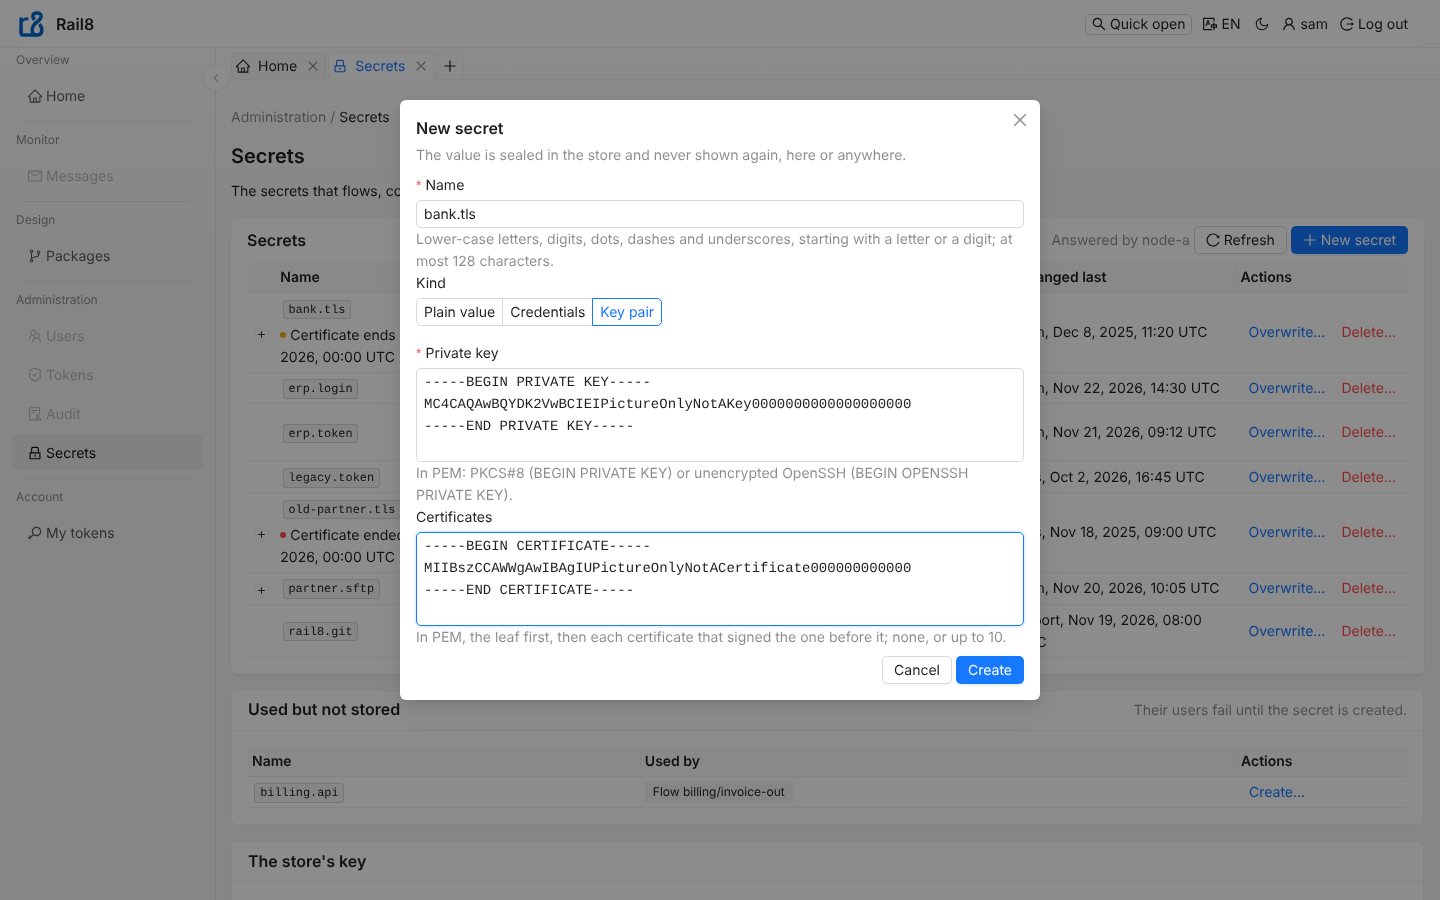 Rail8
Quick open
EN
sam
Log out
Overview
Home
Monitor
Messages
Design
Packages
Administration
Users
Tokens
Audit
Secrets
Account
My tokens
Home
Secrets
Administration / Secrets
Secrets
The secrets that flows, co
Secrets
Answered by node-a
Refresh
New secret
Name
anged last
Actions
bank.tls
Certificate ends
2026, 00:00 UTC
n, Dec 8, 2025, 11:20 UTC
Overwrite...
Delete...
erp.login
n, Nov 22, 2026, 14:30 UTC
Overwrite...
Delete...
erp.token
n, Nov 21, 2026, 09:12 UTC
Overwrite...
Delete...
legacy.token
s, Oct 2, 2026, 16:45 UTC
Overwrite...
Delete...
old-partner.tls
Certificate ended
2026, 00:00 UTC
s, Nov 18, 2025, 09:00 UTC
Overwrite...
Delete...
partner.sftp
n, Nov 20, 2026, 10:05 UTC
Overwrite...
Delete...
rail8.git
port, Nov 19, 2026, 08:00
C
Overwrite...
Delete...
New secret
The value is sealed in the store and never shown again, here or anywhere.
* Name
bank.tls
Lower-case letters, digits, dots, dashes and underscores, starting with a letter or a digit; at
most 128 characters.
Kind
Plain value
Credentials
Key pair
* Private key
-----BEGIN PRIVATE KEY-----
MC4CAQAwBQYDK2VwBCIEIPictureOnlyNotAKey0000000000000000000
-----END PRIVATE KEY-----
In PEM: PKCS#8 (BEGIN PRIVATE KEY) or unencrypted OpenSSH (BEGIN OPENSSH
PRIVATE KEY).
Certificates
-----BEGIN CERTIFICATE-----
MIIBszCCAWWgAwIBAgIUPictureOnlyNotACertificate000000000000
-----END CERTIFICATE-----
In PEM, the leaf first, then each certificate that signed the one before it; none, or up to 10.
Cancel
Create
Used but not stored
Their users fail until the secret is created.
Name
Used by
Actions
billing.api
Flow billing/invoice-out
Create...
The store's key